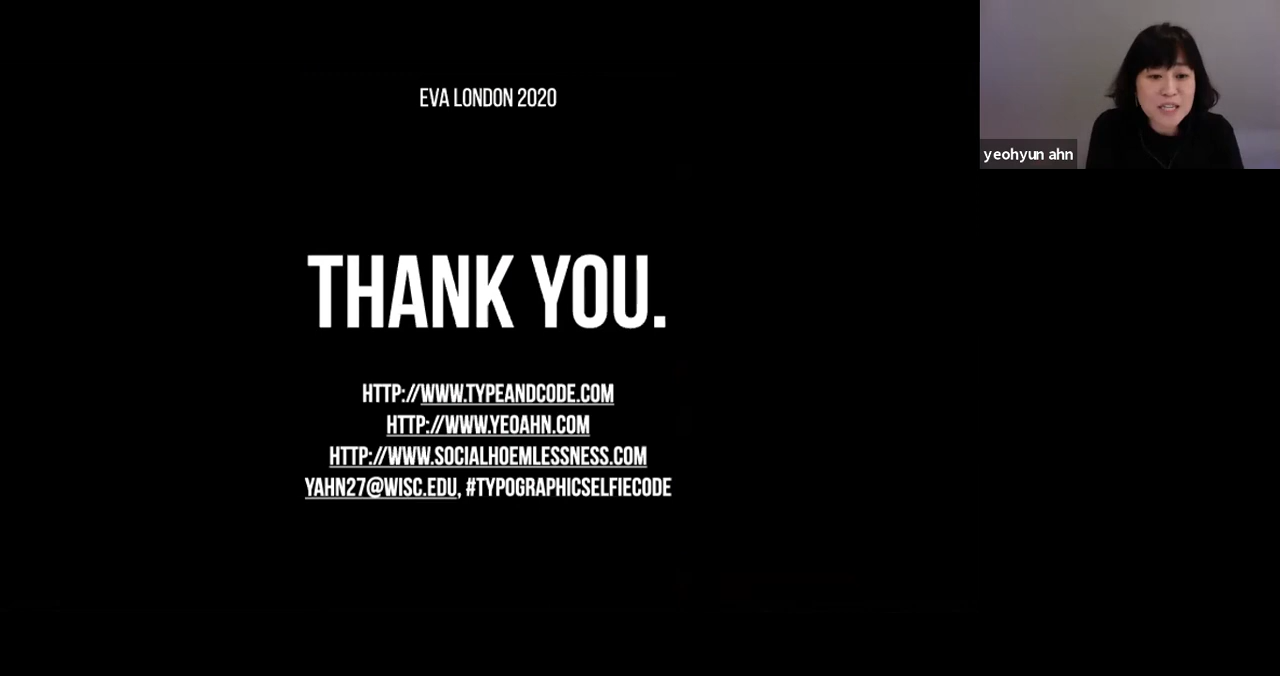 EVA LONDON 2020
yeohyun ahn
THANK YOU.
HTTP://WWW.TYPEANDCODE.COM
HTTP://WWW.YEOAHN.COM
HTTP://WWW.SOCIALHOEMLESSNESS.COM
YAHN27@WISC.EDU, #TYPOGRAPHICSELFIECODE